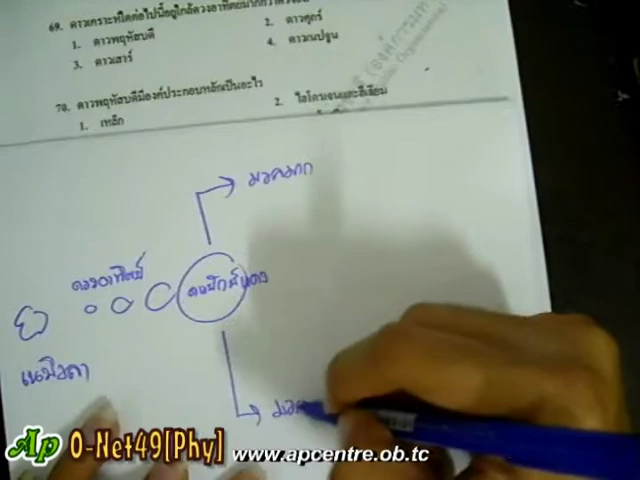 69. ดาวเคราะห์ใดต่อไปนี้อยู่ใกล้ดวงอาทิตย์มากกว่า
1. ดาวพฤหัสบดี
2. ดาวศุกร์
3. ดาวเสาร์
4. ดาวเนปจูน
70. ดาวพฤหัสบดีมีองค์ประกอบหลักเป็นอะไร
1. เหล็ก
2. ไฮโดรเจนและฮีเลียม
มวลมาก
ดวงอาทิตย์
ดาวยักษ์แดง
เนบิวลา
มวล
Ap O-Net49[Phy] www.apcentre.ob.tc